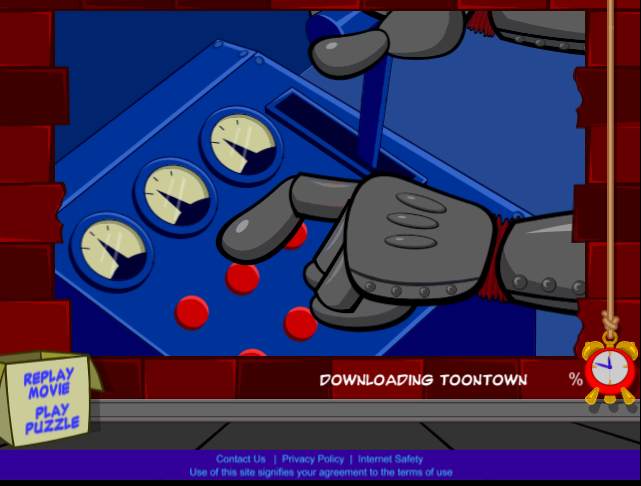 DOWNLOADING TOONTOWN %
REPLAY
MOVIE
PLAY
PUZZLE
Contact Us | Privacy Policy | Internet Safety
Use of this site signifies your agreement to the terms of use